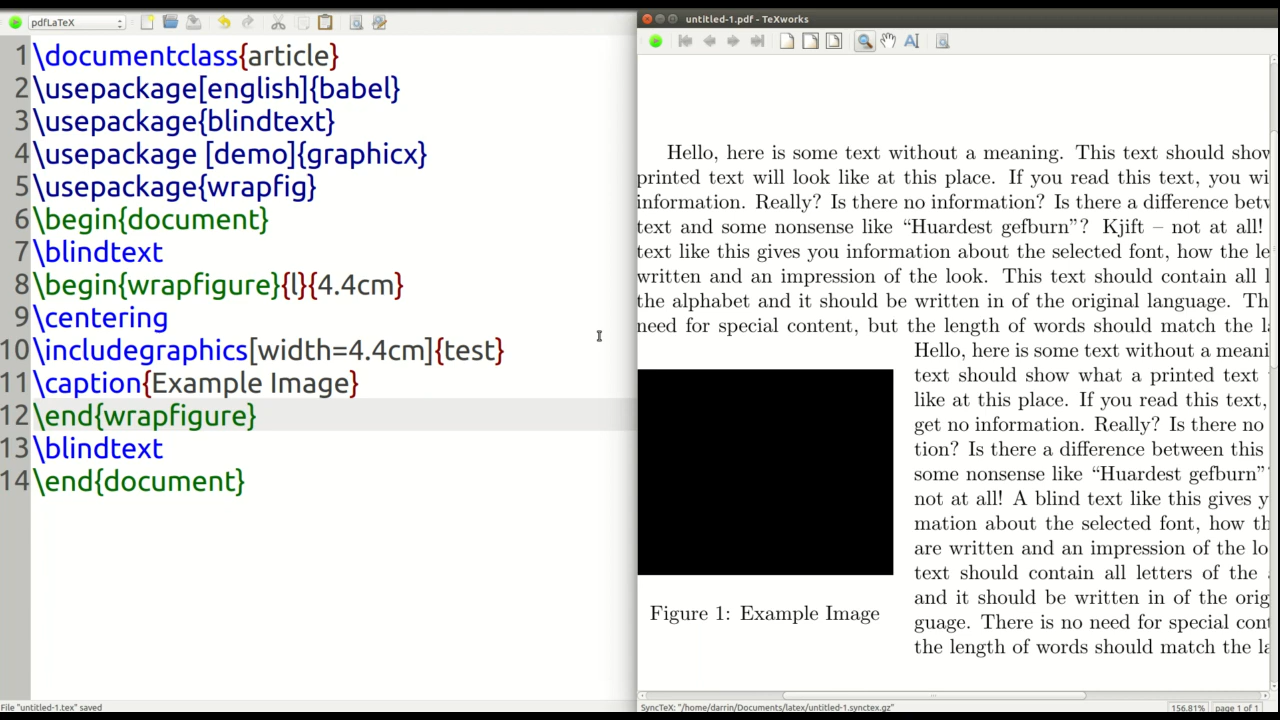 pdfLaTeX
1 \documentclass{article}
2 \usepackage[english]{babel}
3 \usepackage{blindtext}
4 \usepackage [demo]{graphicx}
5 \usepackage{wrapfig}
6 \begin{document}
7 \blindtext
8 \begin{wrapfigure}{l}{4.4cm}
9 \centering
10 \includegraphics[width=4.4cm]{test}
11 \caption{Example Image}
12 \end{wrapfigure}
13 \blindtext
14 \end{document}
File "untitled-1.tex" saved
untitled-1.pdf - TeXworks
Hello, here is some text without a meaning. This text should show
printed text will look like at this place. If you read this text, you wi
information. Really? Is there no information? Is there a difference betw
text and some nonsense like “Huardest gefburn”? Kjift – not at all!
text like this gives you information about the selected font, how the le
written and an impression of the look. This text should contain all l
the alphabet and it should be written in of the original language. Th
need for special content, but the length of words should match the la
Hello, here is some text without a meani
text should show what a printed text
like at this place. If you read this text,
get no information. Really? Is there no
tion? Is there a difference between this
some nonsense like “Huardest gefburn”
not at all! A blind text like this gives y
mation about the selected font, how th
are written and an impression of the lo
text should contain all letters of the
and it should be written in of the orig
guage. There is no need for special cont
the length of words should match the la
Figure 1: Example Image
SyncTeX: "/home/darrin/Documents/latex/untitled-1.synctex.gz"
156.81%
page 1 of 1